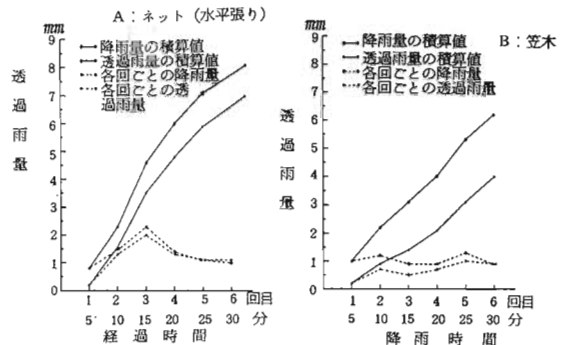 A:ネット(水平張り)
mm
9
8
7
6
5
4
3
2
1
0
透過雨量
降雨量の積算値
透過雨量の積算値
各回ごとの降雨量
各回ごとの透
過雨量
1 2 3 4 5 6 回目
5 10 15 20 25 30 分
経過時間
B:笠木
mm
9
8
7
6
5
4
3
2
1
0
透過雨量
降雨量の積算値
透過雨量の積算値
各回ごとの降雨量
各回ごとの透過雨量
1 2 3 4 5 6 回目
5 10 15 20 25 30 分
降雨時間